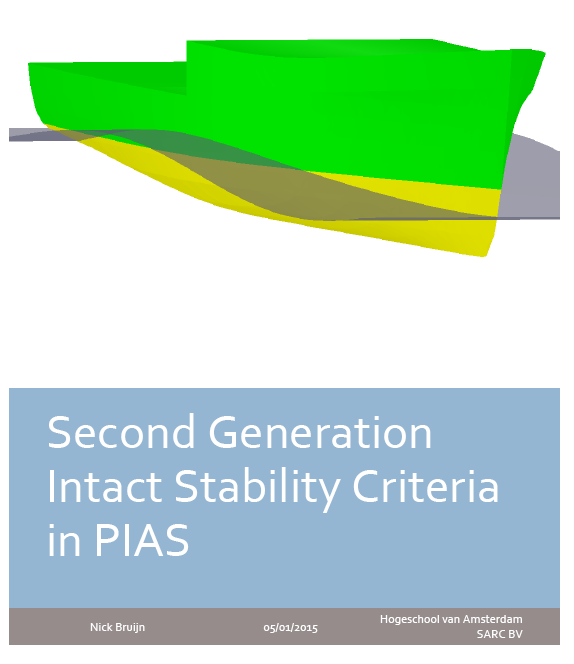 Second Generation
Intact Stability Criteria
in PIAS
Nick Bruijn
05/01/2015
Hogeschool van Amsterdam
SARC BV